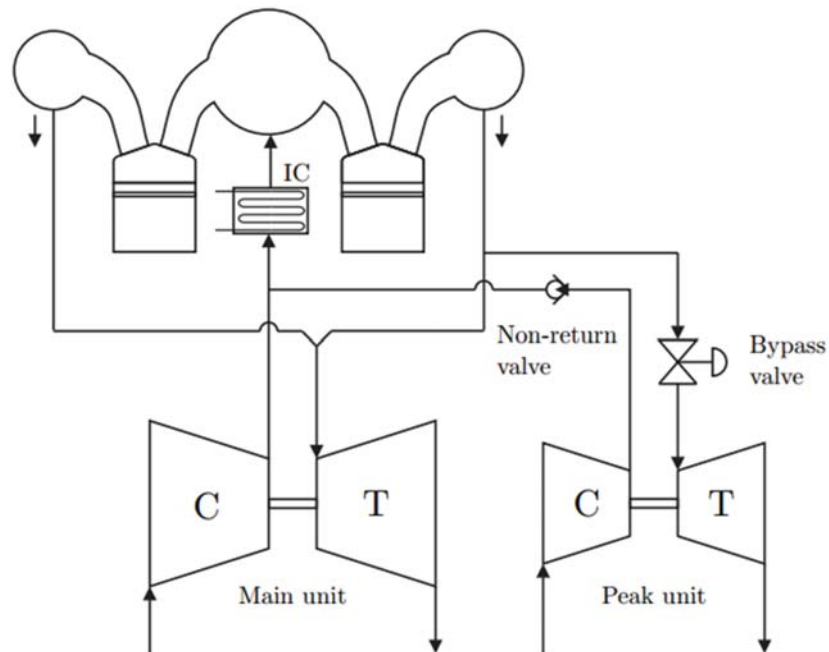 IC
Non-return
valve
Bypass
valve
C
T
C
T
Main unit
Peak unit